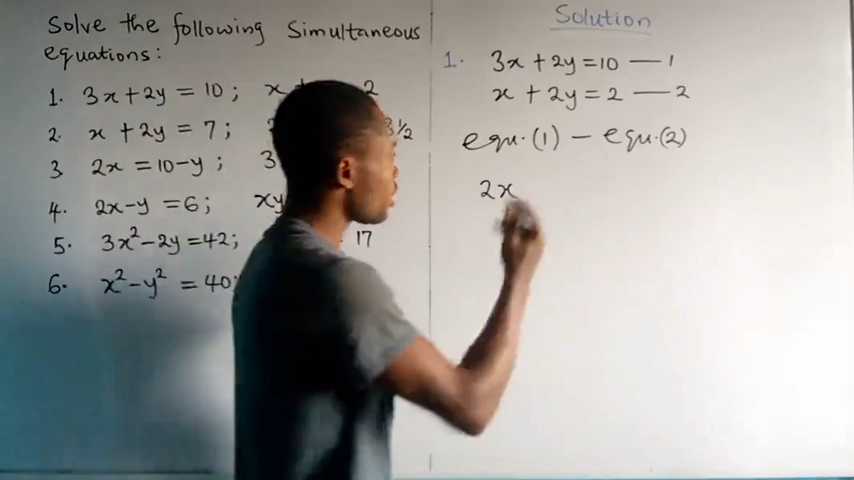 Solve the following Simultaneous
equations:
1. 3x + 2y = 10 ; x 2
2. x + 2y = 7 ; 3½
3 2x = 10 - y ; 3
4. 2x - y = 6 ; xy
5. 3x² - 2y = 42 ; 17
6. x² - y² = 40
Solution
1. 3x + 2y = 10 — 1
x + 2y = 2 — 2
equ. (1) — equ. (2)
2x